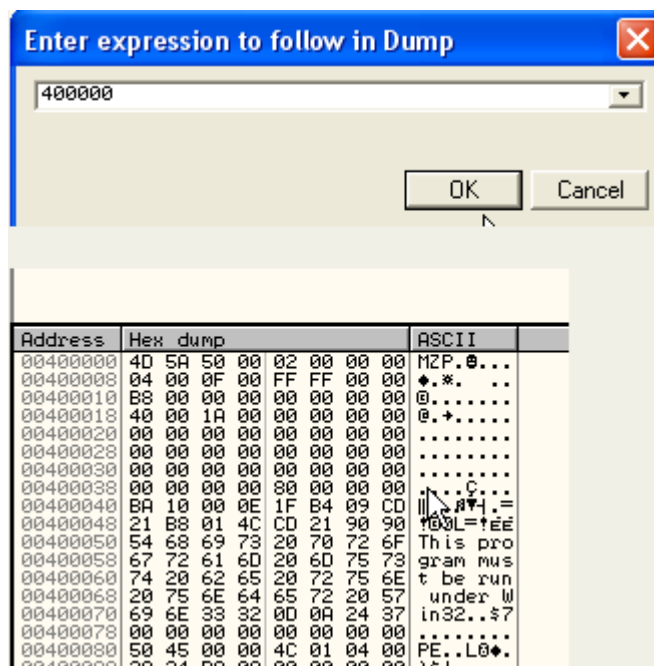 Enter expression to follow in Dump
400000
OK Cancel
Address Hex dump ASCII
00400000 4D 5A 50 00 02 00 00 00 MZP.☻...
00400008 04 00 0F 00 FF FF 00 00 ♦.☼.  ..
00400010 B8 00 00 00 00 00 00 00 .......
00400018 40 00 1A 00 00 00 00 00 @.→.....
00400020 00 00 00 00 00 00 00 00 ........
00400028 00 00 00 00 00 00 00 00 ........
00400030 00 00 00 00 00 00 00 00 ........
00400038 00 00 00 00 80 00 00 00 ...Ç...
00400040 BA 10 00 0E 1F B4 09 CD
00400048 21 B8 01 4C CD 21 90 90 L=!ÉÉ
00400050 54 68 69 73 20 70 72 6F This pro
00400058 67 72 61 6D 20 6D 75 73 gram mus
00400060 74 20 62 65 20 72 75 6E t be run
00400068 20 75 6E 64 65 72 20 57 under W
00400070 69 6E 33 32 0D 0A 24 37 in32..$7
00400078 00 00 00 00 00 00 00 00 ........
00400080 50 45 00 00 4C 01 04 00 PE..L☺♦.